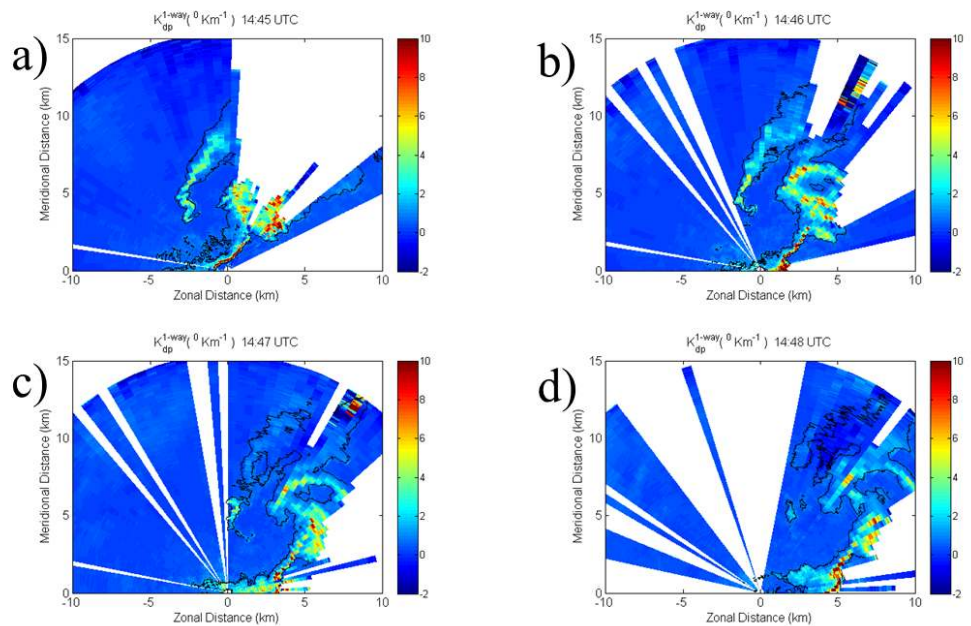 a)
K_dp^1-way( ^0 Km^-1 ) 14:45 UTC
Meridional Distance (km)
15
10
5
0
-10 -5 0 5 10
Zonal Distance (km)
10
8
6
4
2
0
-2
b)
K_dp^1-way( ^0 Km^-1 ) 14:46 UTC
Meridional Distance (km)
15
10
5
0
-10 -5 0 5 10
Zonal Distance (km)
10
8
6
4
2
0
-2
c)
K_dp^1-way( ^0 Km^-1 ) 14:47 UTC
Meridional Distance (km)
15
10
5
0
-10 -5 0 5 10
Zonal Distance (km)
10
8
6
4
2
0
-2
d)
K_dp^1-way( ^0 Km^-1 ) 14:48 UTC
Meridional Distance (km)
15
10
5
0
-10 -5 0 5 10
Zonal Distance (km)
10
8
6
4
2
0
-2